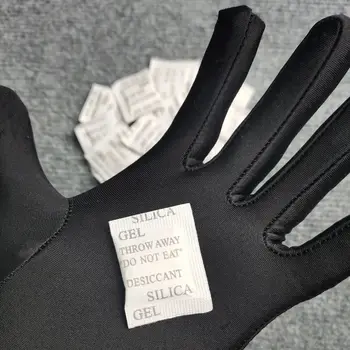 SILICA
GEL
THROW AWAY
"DO NOT EAT"
DESICCANT
SILICA
GEL